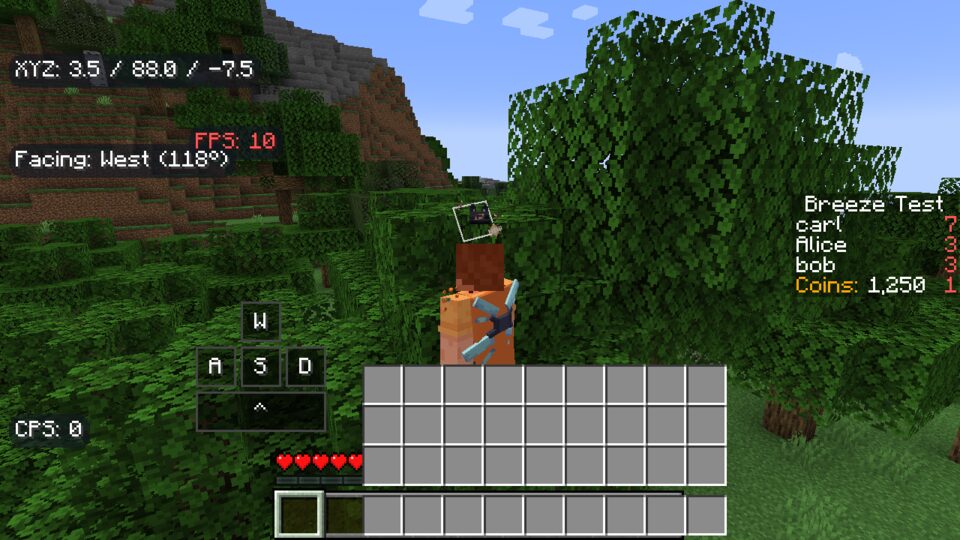 XYZ: 3.5 / 88.0 / -7.5
FPS: 10
Facing: West (118º)
Breeze Test
carl 7
Alice 3
bob 3
Coins: 1,250 1
W
A S D
^
CPS: 0